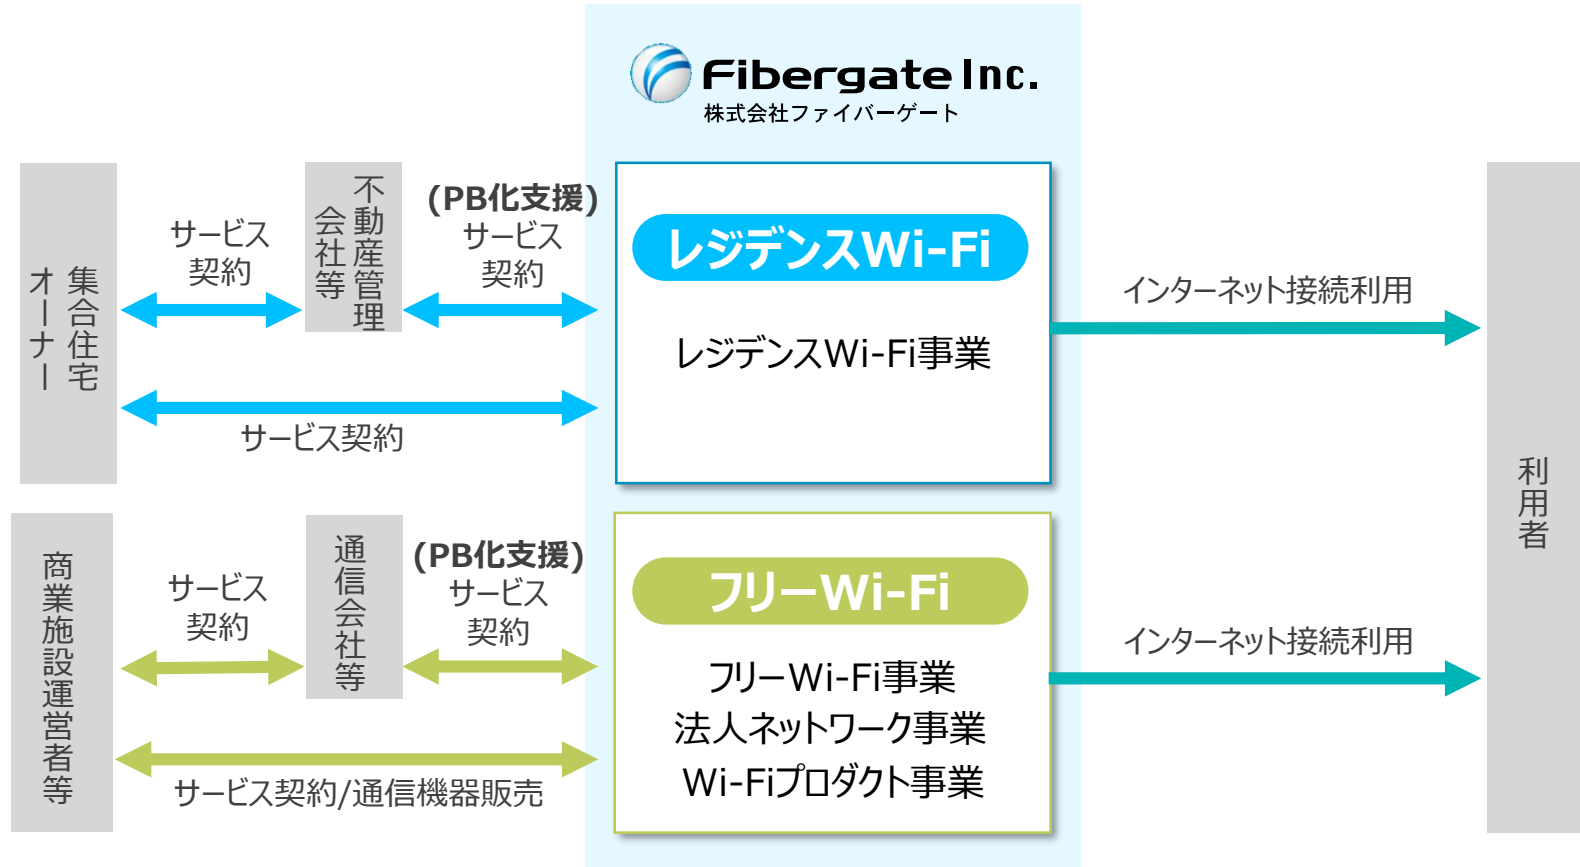 Fibergate Inc.
株式会社ファイバーゲート
集合住宅
オーナー
サービス
契約
不動産管理
会社等
(PB化支援)
サービス
契約
サービス契約
レジデンスWi-Fi
レジデンスWi-Fi事業
インターネット接続利用
利用者
商業施設運営者等
サービス
契約
通信会社等
(PB化支援)
サービス
契約
サービス契約/通信機器販売
フリーWi-Fi
フリーWi-Fi事業
法人ネットワーク事業
Wi-Fiプロダクト事業
インターネット接続利用